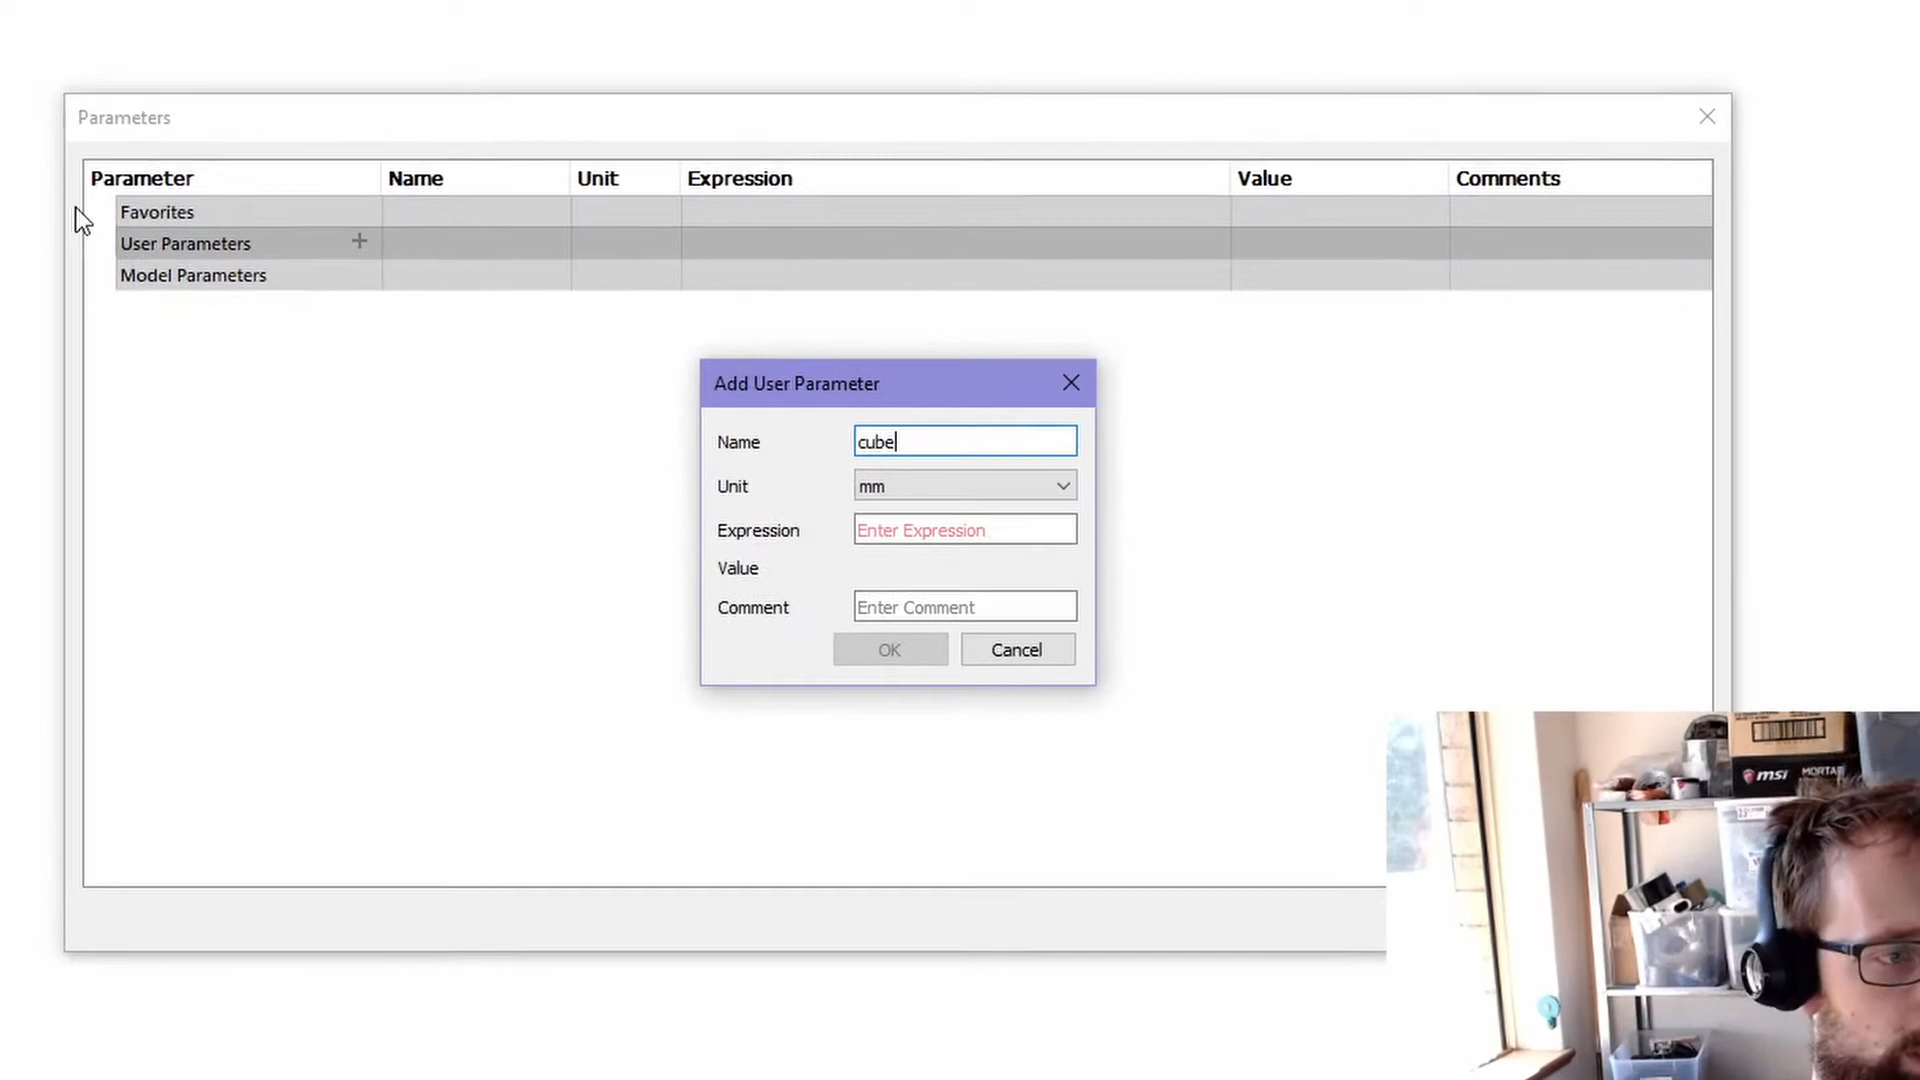 Parameters
Parameter Name Unit Expression Value Comments
Favorites
User Parameters +
Model Parameters
Add User Parameter
Name cube
Unit mm
Expression Enter Expression
Value
Comment Enter Comment
OK Cancel
msi MORTA